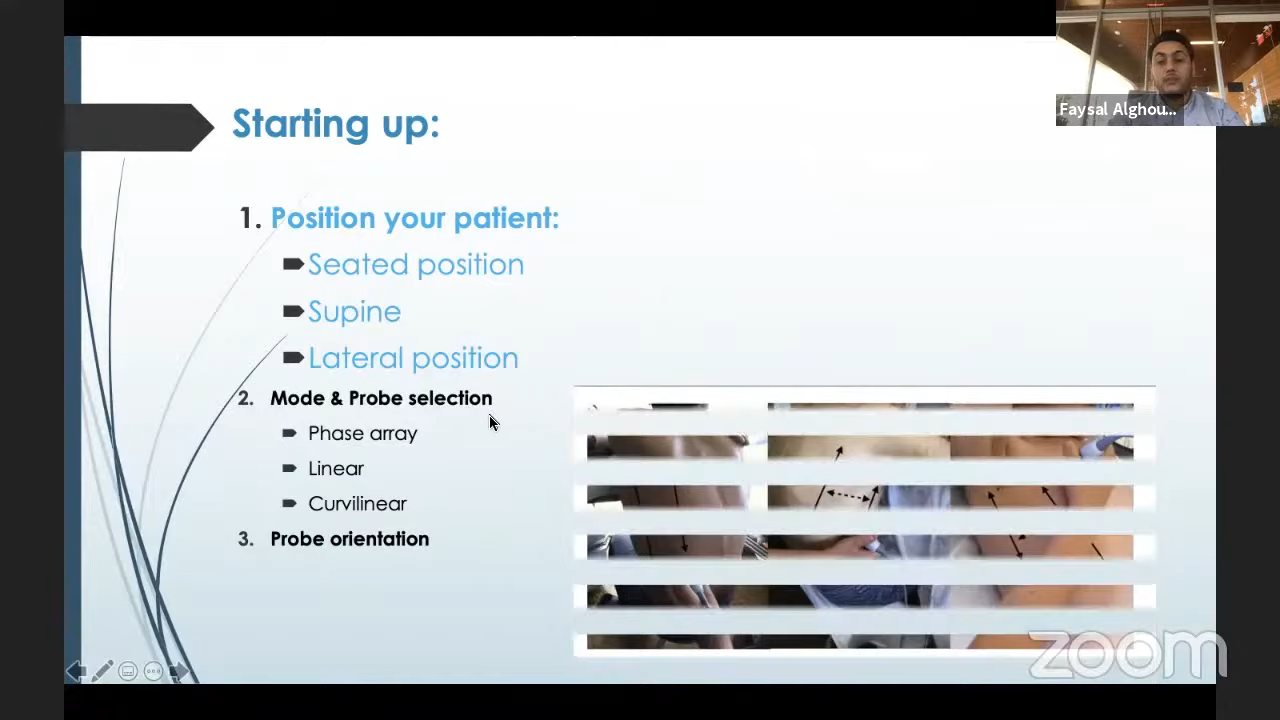 Starting up:
Faysal Alghou...
1. Position your patient:
Seated position
Supine
Lateral position
2. Mode & Probe selection
Phase array
Linear
Curvilinear
3. Probe orientation
zoom